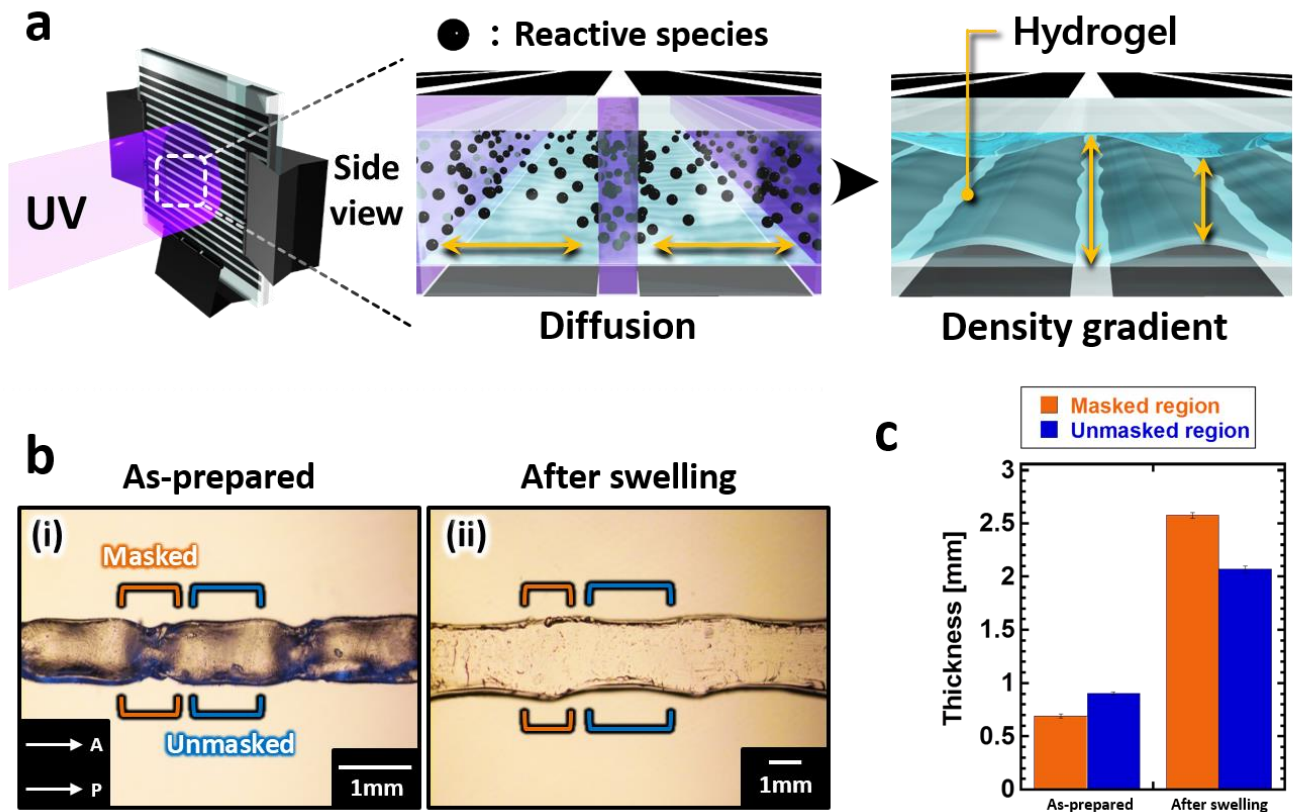 a
: Reactive species
Hydrogel
UV
Side
view
Diffusion
Density gradient
b
As-prepared
After swelling
(i)
Masked
Unmasked
A
P
1mm
(ii)
1mm
c
Masked region
Unmasked region
Thickness [mm]
3
2.5
2
1.5
1
0.5
0
As-prepared
After swelling